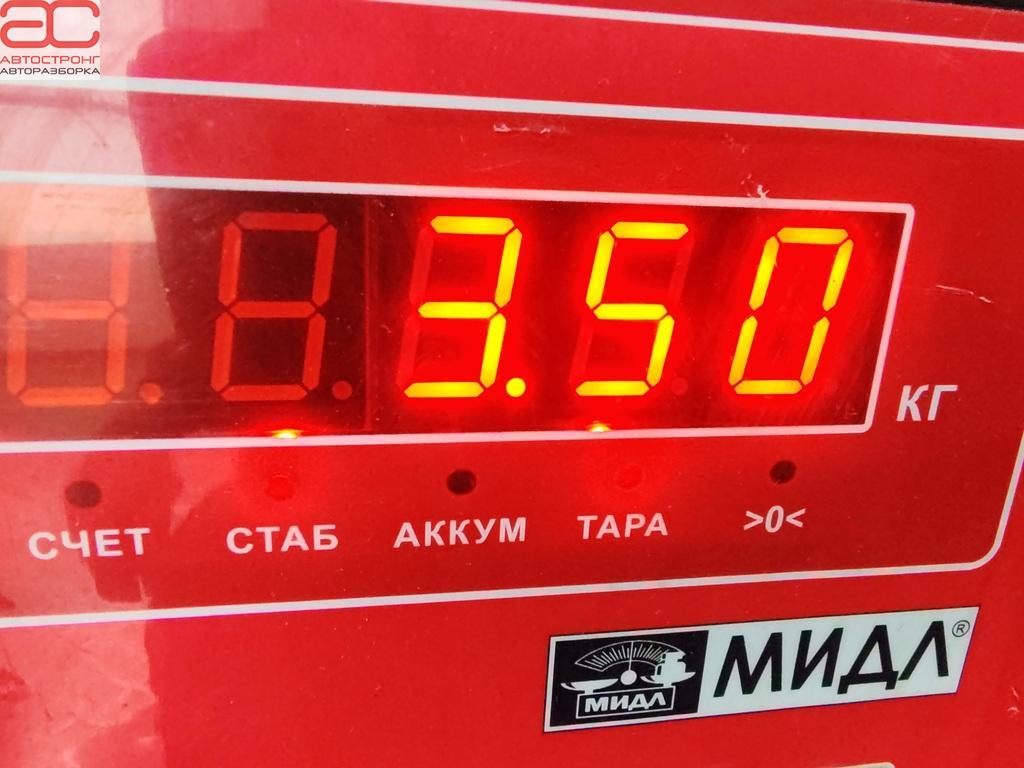 АС
АВТОСТРОНГ
АВТОРАЗБОРКА
3.50
КГ
СЧЕТ СТАБ АККУМ ТАРА >0<
МИДЛ МИДЛ®